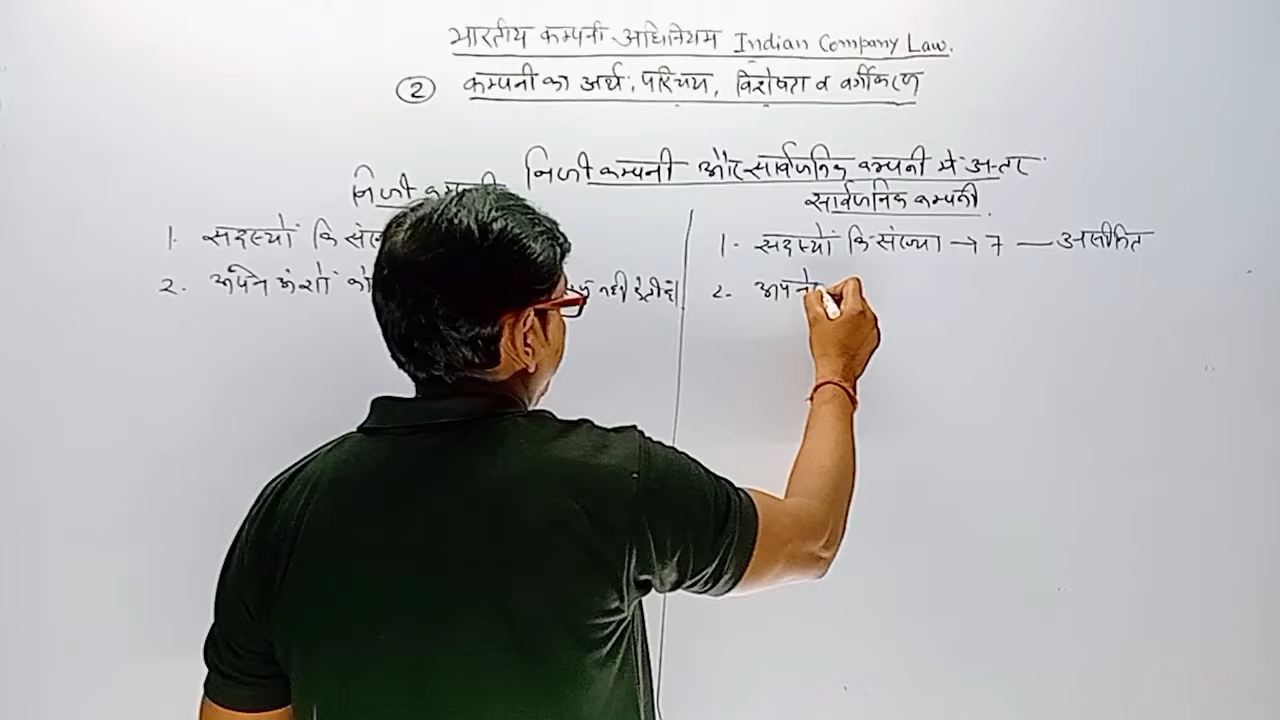 भारतीय कम्पनी अधिनियम Indian Company Law.
② कम्पनी का अर्थ, परिचय, विशेषता व वर्गीकरण
निजी कम्पनी और सार्वजनिक कम्पनी में अन्तर
निजी कम्पनी
सार्वजनिक कम्पनी
1. सदस्यों कि
2. अपने अंशों को नहीं देती है।
1. सदस्यों कि संख्या → 7 — असीमित
2. अपने